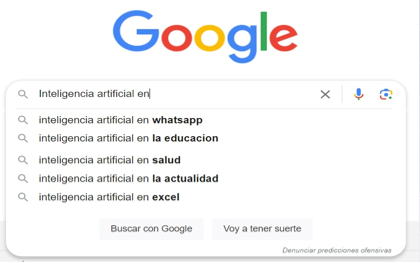 Google
Inteligencia artificial en
inteligencia artificial en whatsapp
inteligencia artificial en la educacion
inteligencia artificial en salud
inteligencia artificial en la actualidad
inteligencia artificial en excel
Buscar con Google Voy a tener suerte
Denunciar predicciones ofensivas